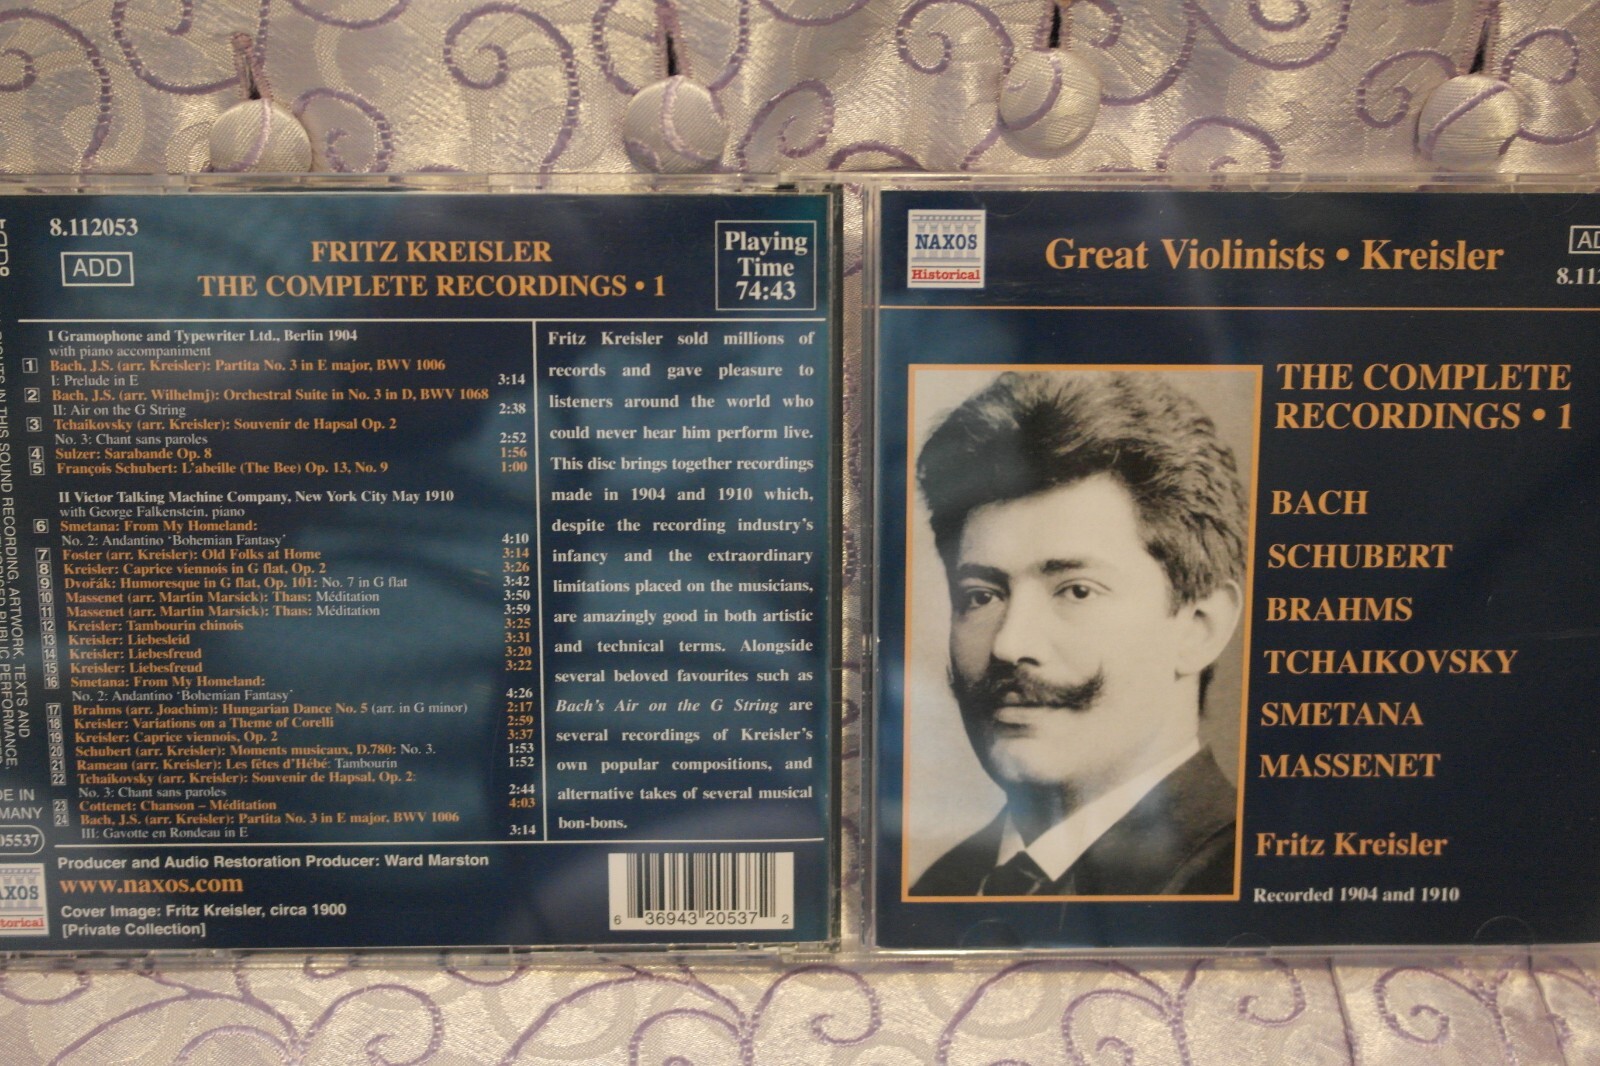 8.112053
ADD
FRITZ KREISLER
THE COMPLETE RECORDINGS • 1
Playing
Time
74:43
I Gramophone and Typewriter Ltd., Berlin 1904
with piano accompaniment
1 Bach, J.S. (arr. Kreisler): Partita No. 3 in E major, BWV 1006
I: Prelude in E 3:14
2 Bach, J.S. (arr. Wilhelmj): Orchestral Suite in No. 3 in D, BWV 1068
II: Air on the G String 2:38
3 Tchaikovsky (arr. Kreisler): Souvenir de Hapsal Op. 2
No. 3: Chant sans paroles 2:52
4 Sulzer: Sarabande Op. 8 1:56
5 François Schubert: L'abeille (The Bee) Op. 13, No. 9 1:00
II Victor Talking Machine Company, New York City May 1910
with George Falkenstein, piano
6 Smetana: From My Homeland:
No. 2: Andantino 'Bohemian Fantasy' 4:10
7 Foster (arr. Kreisler): Old Folks at Home 3:14
8 Kreisler: Caprice viennois in G flat, Op. 2 3:26
9 Dvořák: Humoresque in G flat, Op. 101: No. 7 in G flat 3:42
10 Massenet (arr. Martin Marsick): Thaïs: Méditation 3:50
11 Massenet (arr. Martin Marsick): Thaïs: Méditation 3:59
12 Kreisler: Tambourin chinois 3:25
13 Kreisler: Liebesleid 3:31
14 Kreisler: Liebesfreud 3:20
15 Kreisler: Liebesfreud 3:22
16 Smetana: From My Homeland:
No. 2: Andantino 'Bohemian Fantasy' 4:26
17 Brahms (arr. Joachim): Hungarian Dance No. 5 (arr. in G minor) 2:17
18 Kreisler: Variations on a Theme of Corelli 2:59
19 Kreisler: Caprice viennois, Op. 2 3:37
20 Schubert (arr. Kreisler): Moments musicaux, D.780: No. 3. 1:53
21 Rameau (arr. Kreisler): Les fêtes d'Hébé: Tambourin 1:52
22 Tchaikovsky (arr. Kreisler): Souvenir de Hapsal, Op. 2:
No. 3: Chant sans paroles 2:44
23 Cottenet: Chanson – Méditation 4:03
24 Bach, J.S. (arr. Kreisler): Partita No. 3 in E major, BWV 1006
III: Gavotte en Rondeau in E 3:14
Fritz Kreisler sold millions of
records and gave pleasure to
listeners around the world who
could never hear him perform live.
This disc brings together recordings
made in 1904 and 1910 which,
despite the recording industry's
infancy and the extraordinary
limitations placed on the musicians,
are amazingly good in both artistic
and technical terms. Alongside
several beloved favourites such as
Bach's Air on the G String are
several recordings of Kreisler's
own popular compositions, and
alternative takes of several musical
bon-bons.
Producer and Audio Restoration Producer: Ward Marston
www.naxos.com
Cover Image: Fritz Kreisler, circa 1900
[Private Collection]
6 36943 20537 2
IN THIS SOUND RECORDING, ARTWORK, TEXTS AND
PUBLIC PERFORMANCE,
DE IN
MANY
05537
AXOS
torical
NAXOS
Historical
Great Violinists • Kreisler
AD
8.112
THE COMPLETE
RECORDINGS • 1
BACH
SCHUBERT
BRAHMS
TCHAIKOVSKY
SMETANA
MASSENET
Fritz Kreisler
Recorded 1904 and 1910